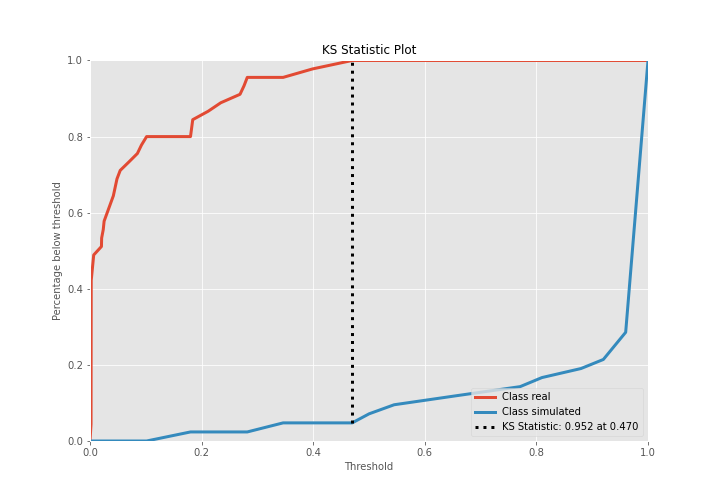 KS Statistic Plot
1.0
0.8
0.6
0.4
0.2
0.0
Percentage below threshold
0.0 0.2 0.4 0.6 0.8 1.0
Threshold
Class real
Class simulated
KS Statistic: 0.952 at 0.470